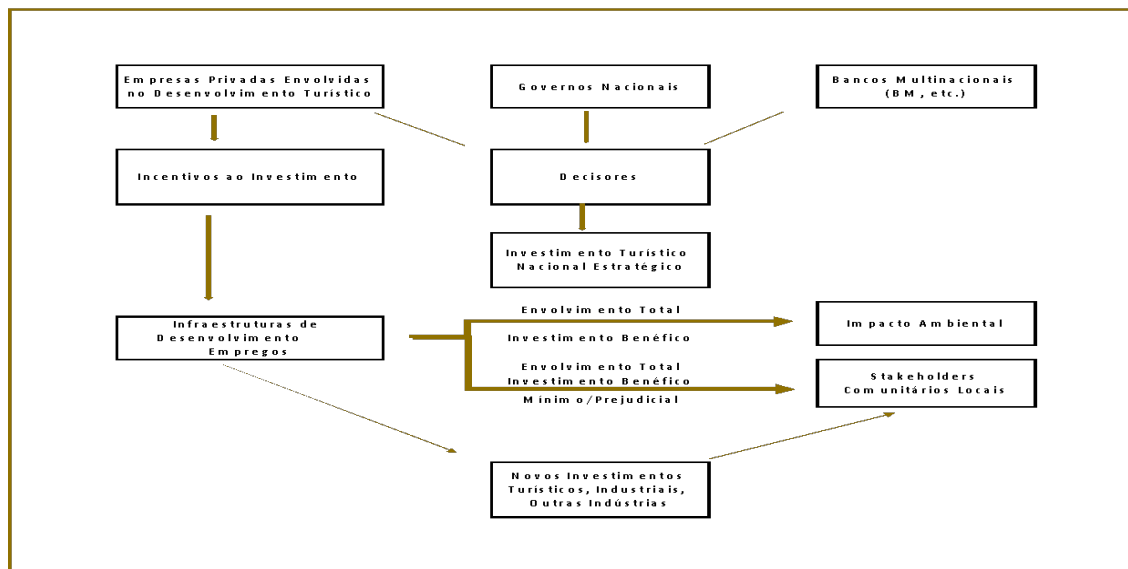 Empresas Privadas Envolvidas
no Desenvolvimento Turístico
Governos Nacionais
Bancos Multinacionais
(BM, etc.)
Incentivos ao Investimento
Decisores
Investimento Turístico
Nacional Estratégico
Envolvimento Total
Infraestruturas de
Desenvolvimento
Empregos
Impacto Ambiental
Investimento Benéfico
Envolvimento Total
Investimento Benéfico
Mínimo/Prejudicial
Stakeholders
Comunitários Locais
Novos Investimentos
Turísticos, Industriais,
Outras Indústrias